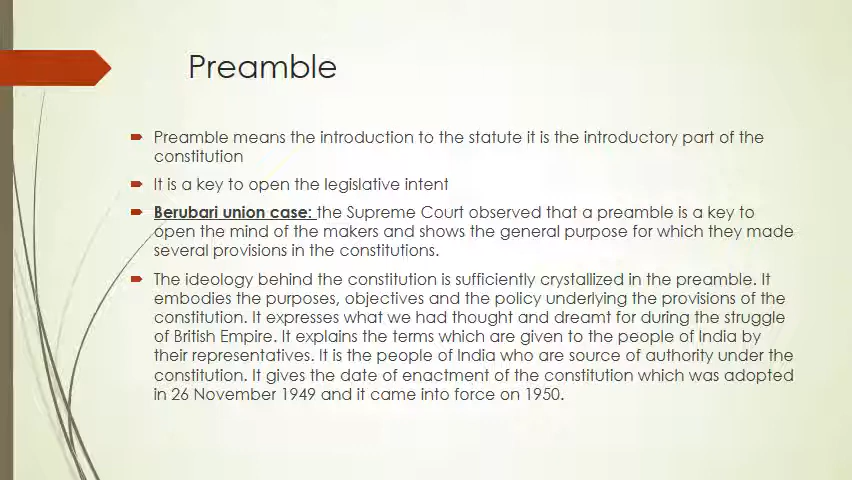 Preamble
Preamble means the introduction to the statute it is the introductory part of the
constitution
It is a key to open the legislative intent
Berubari union case: the Supreme Court observed that a preamble is a key to
open the mind of the makers and shows the general purpose for which they made
several provisions in the constitutions.
The ideology behind the constitution is sufficiently crystallized in the preamble. It
embodies the purposes, objectives and the policy underlying the provisions of the
constitution. It expresses what we had thought and dreamt for during the struggle
of British Empire. It explains the terms which are given to the people of India by
their representatives. It is the people of India who are source of authority under the
constitution. It gives the date of enactment of the constitution which was adopted
in 26 November 1949 and it came into force on 1950.